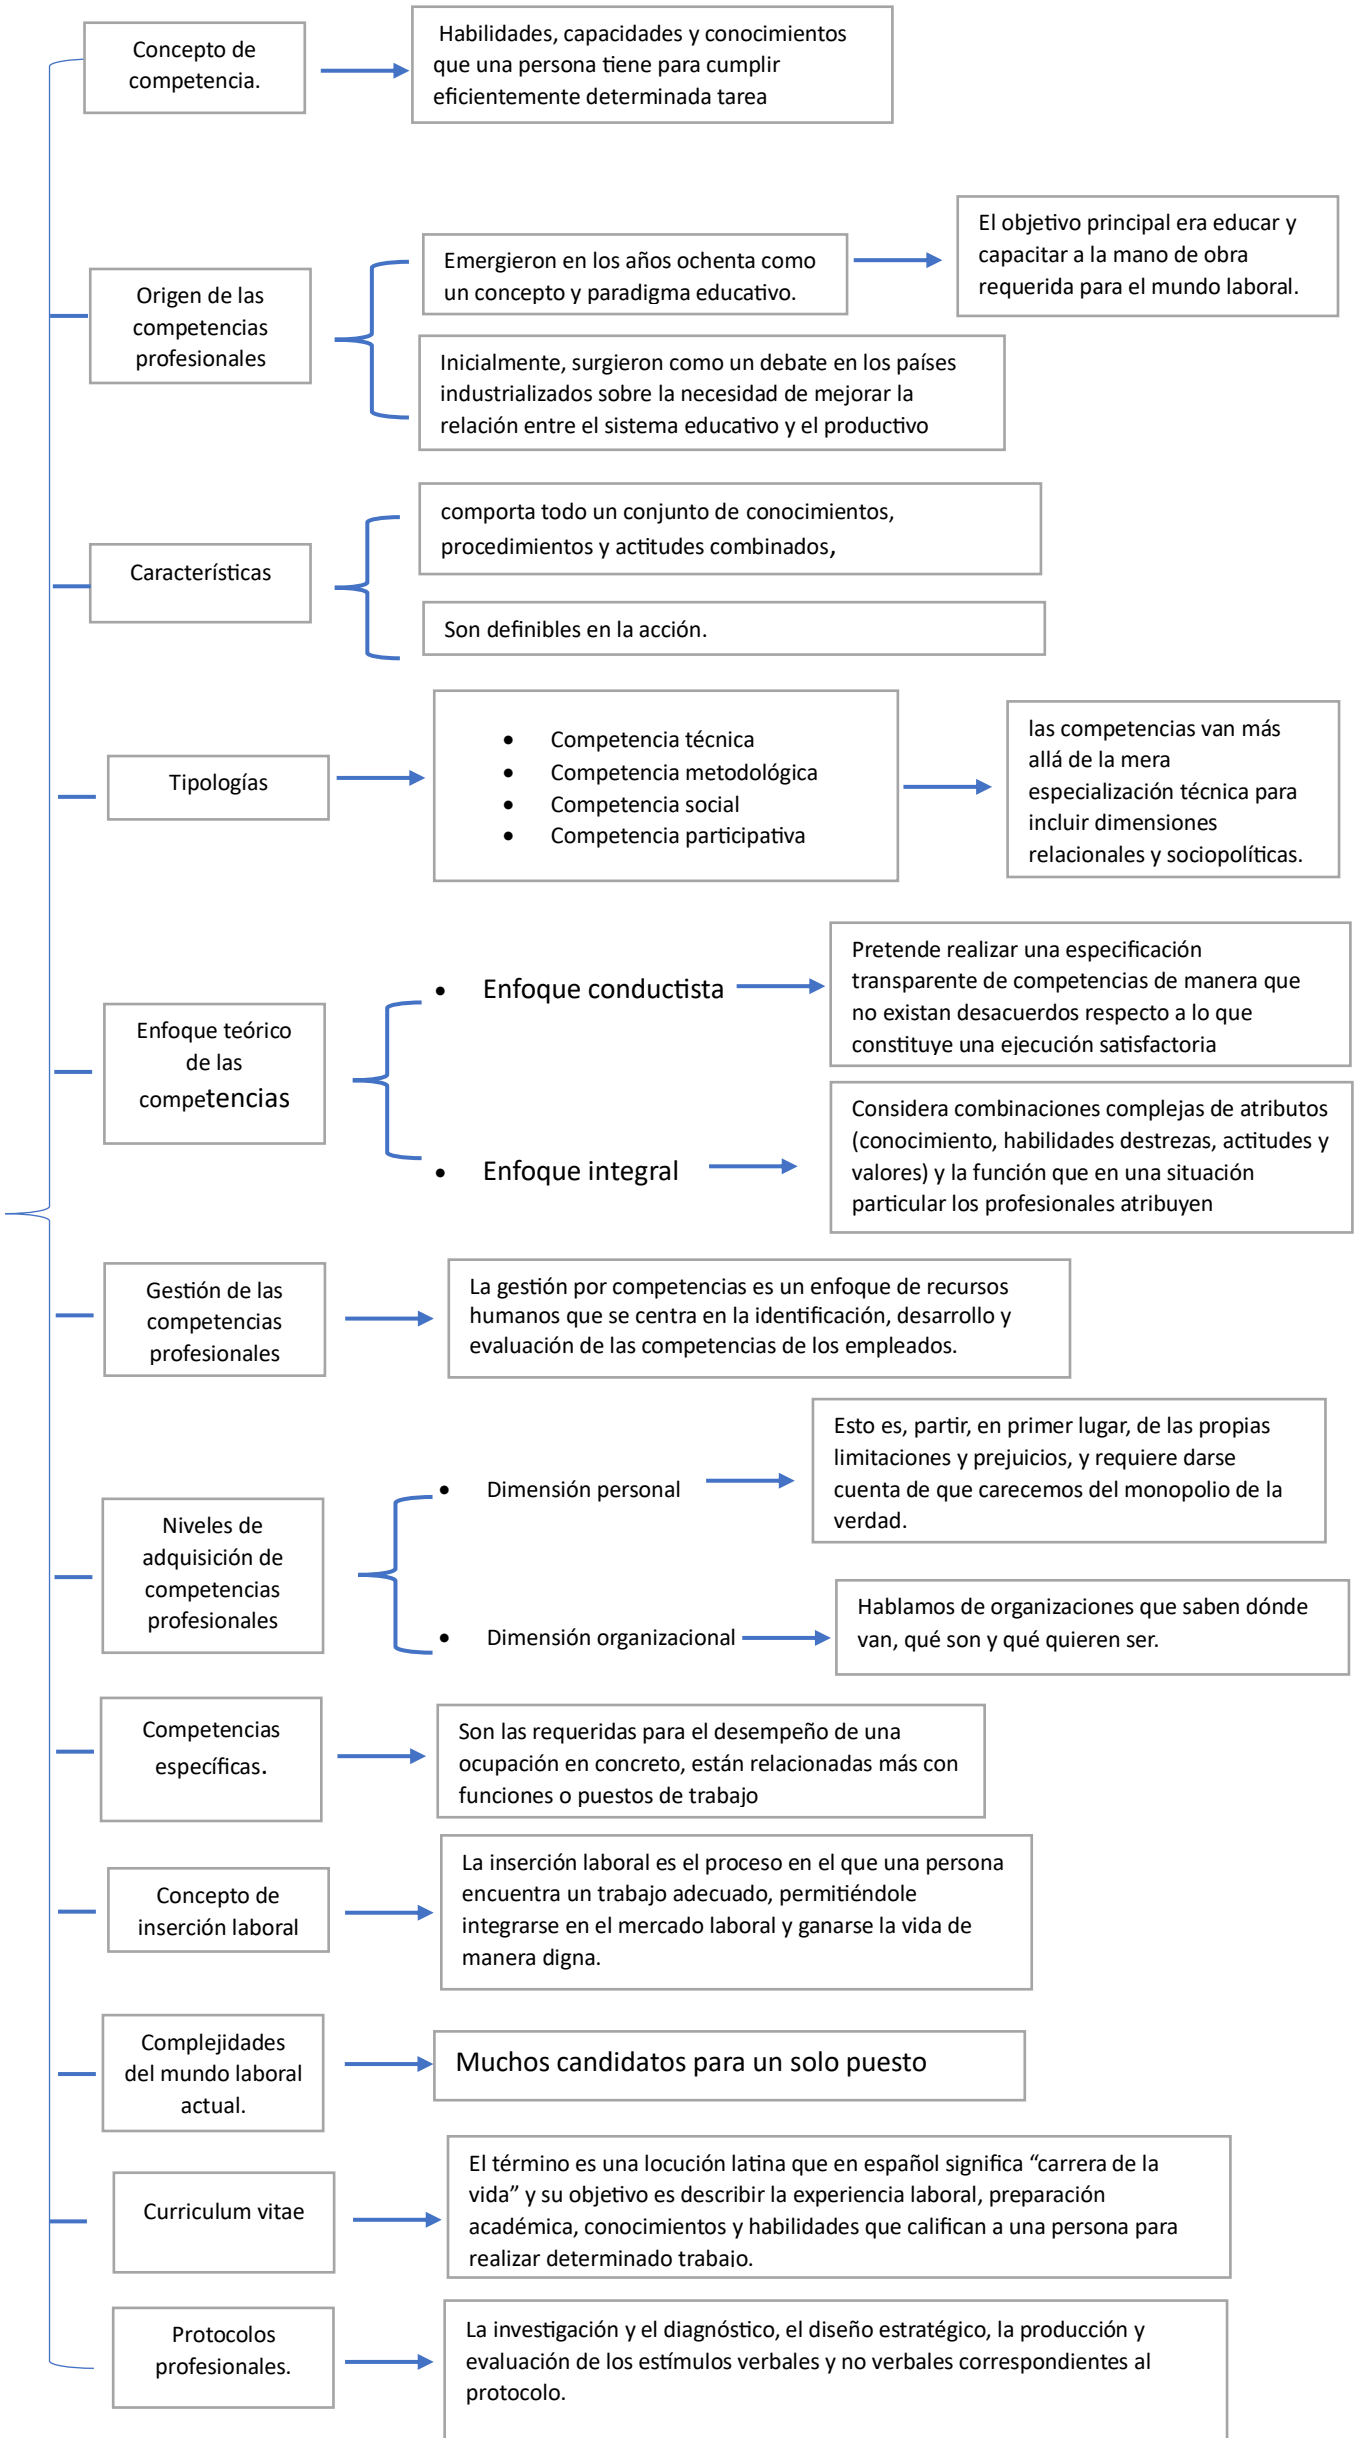 Concepto de
competencia.
Habilidades, capacidades y conocimientos
que una persona tiene para cumplir
eficientemente determinada tarea
Origen de las
competencias
profesionales
Emergieron en los años ochenta como
un concepto y paradigma educativo.
El objetivo principal era educar y
capacitar a la mano de obra
requerida para el mundo laboral.
Inicialmente, surgieron como un debate en los países
industrializados sobre la necesidad de mejorar la
relación entre el sistema educativo y el productivo
Características
comporta todo un conjunto de conocimientos,
procedimientos y actitudes combinados,
Son definibles en la acción.
Tipologías
• Competencia técnica
• Competencia metodológica
• Competencia social
• Competencia participativa
las competencias van más
allá de la mera
especialización técnica para
incluir dimensiones
relacionales y sociopolíticas.
Enfoque teórico
de las
competencias
• Enfoque conductista
Pretende realizar una especificación
transparente de competencias de manera que
no existan desacuerdos respecto a lo que
constituye una ejecución satisfactoria
• Enfoque integral
Considera combinaciones complejas de atributos
(conocimiento, habilidades destrezas, actitudes y
valores) y la función que en una situación
particular los profesionales atribuyen
Gestión de las
competencias
profesionales
La gestión por competencias es un enfoque de recursos
humanos que se centra en la identificación, desarrollo y
evaluación de las competencias de los empleados.
Niveles de
adquisición de
competencias
profesionales
• Dimensión personal
Esto es, partir, en primer lugar, de las propias
limitaciones y prejuicios, y requiere darse
cuenta de que carecemos del monopolio de la
verdad.
• Dimensión organizacional
Hablamos de organizaciones que saben dónde
van, qué son y qué quieren ser.
Competencias
específicas.
Son las requeridas para el desempeño de una
ocupación en concreto, están relacionadas más con
funciones o puestos de trabajo
Concepto de
inserción laboral
La inserción laboral es el proceso en el que una persona
encuentra un trabajo adecuado, permitiéndole
integrarse en el mercado laboral y ganarse la vida de
manera digna.
Complejidades
del mundo laboral
actual.
Muchos candidatos para un solo puesto
Curriculum vitae
El término es una locución latina que en español significa “carrera de la
vida” y su objetivo es describir la experiencia laboral, preparación
académica, conocimientos y habilidades que califican a una persona para
realizar determinado trabajo.
Protocolos
profesionales.
La investigación y el diagnóstico, el diseño estratégico, la producción y
evaluación de los estímulos verbales y no verbales correspondientes al
protocolo.